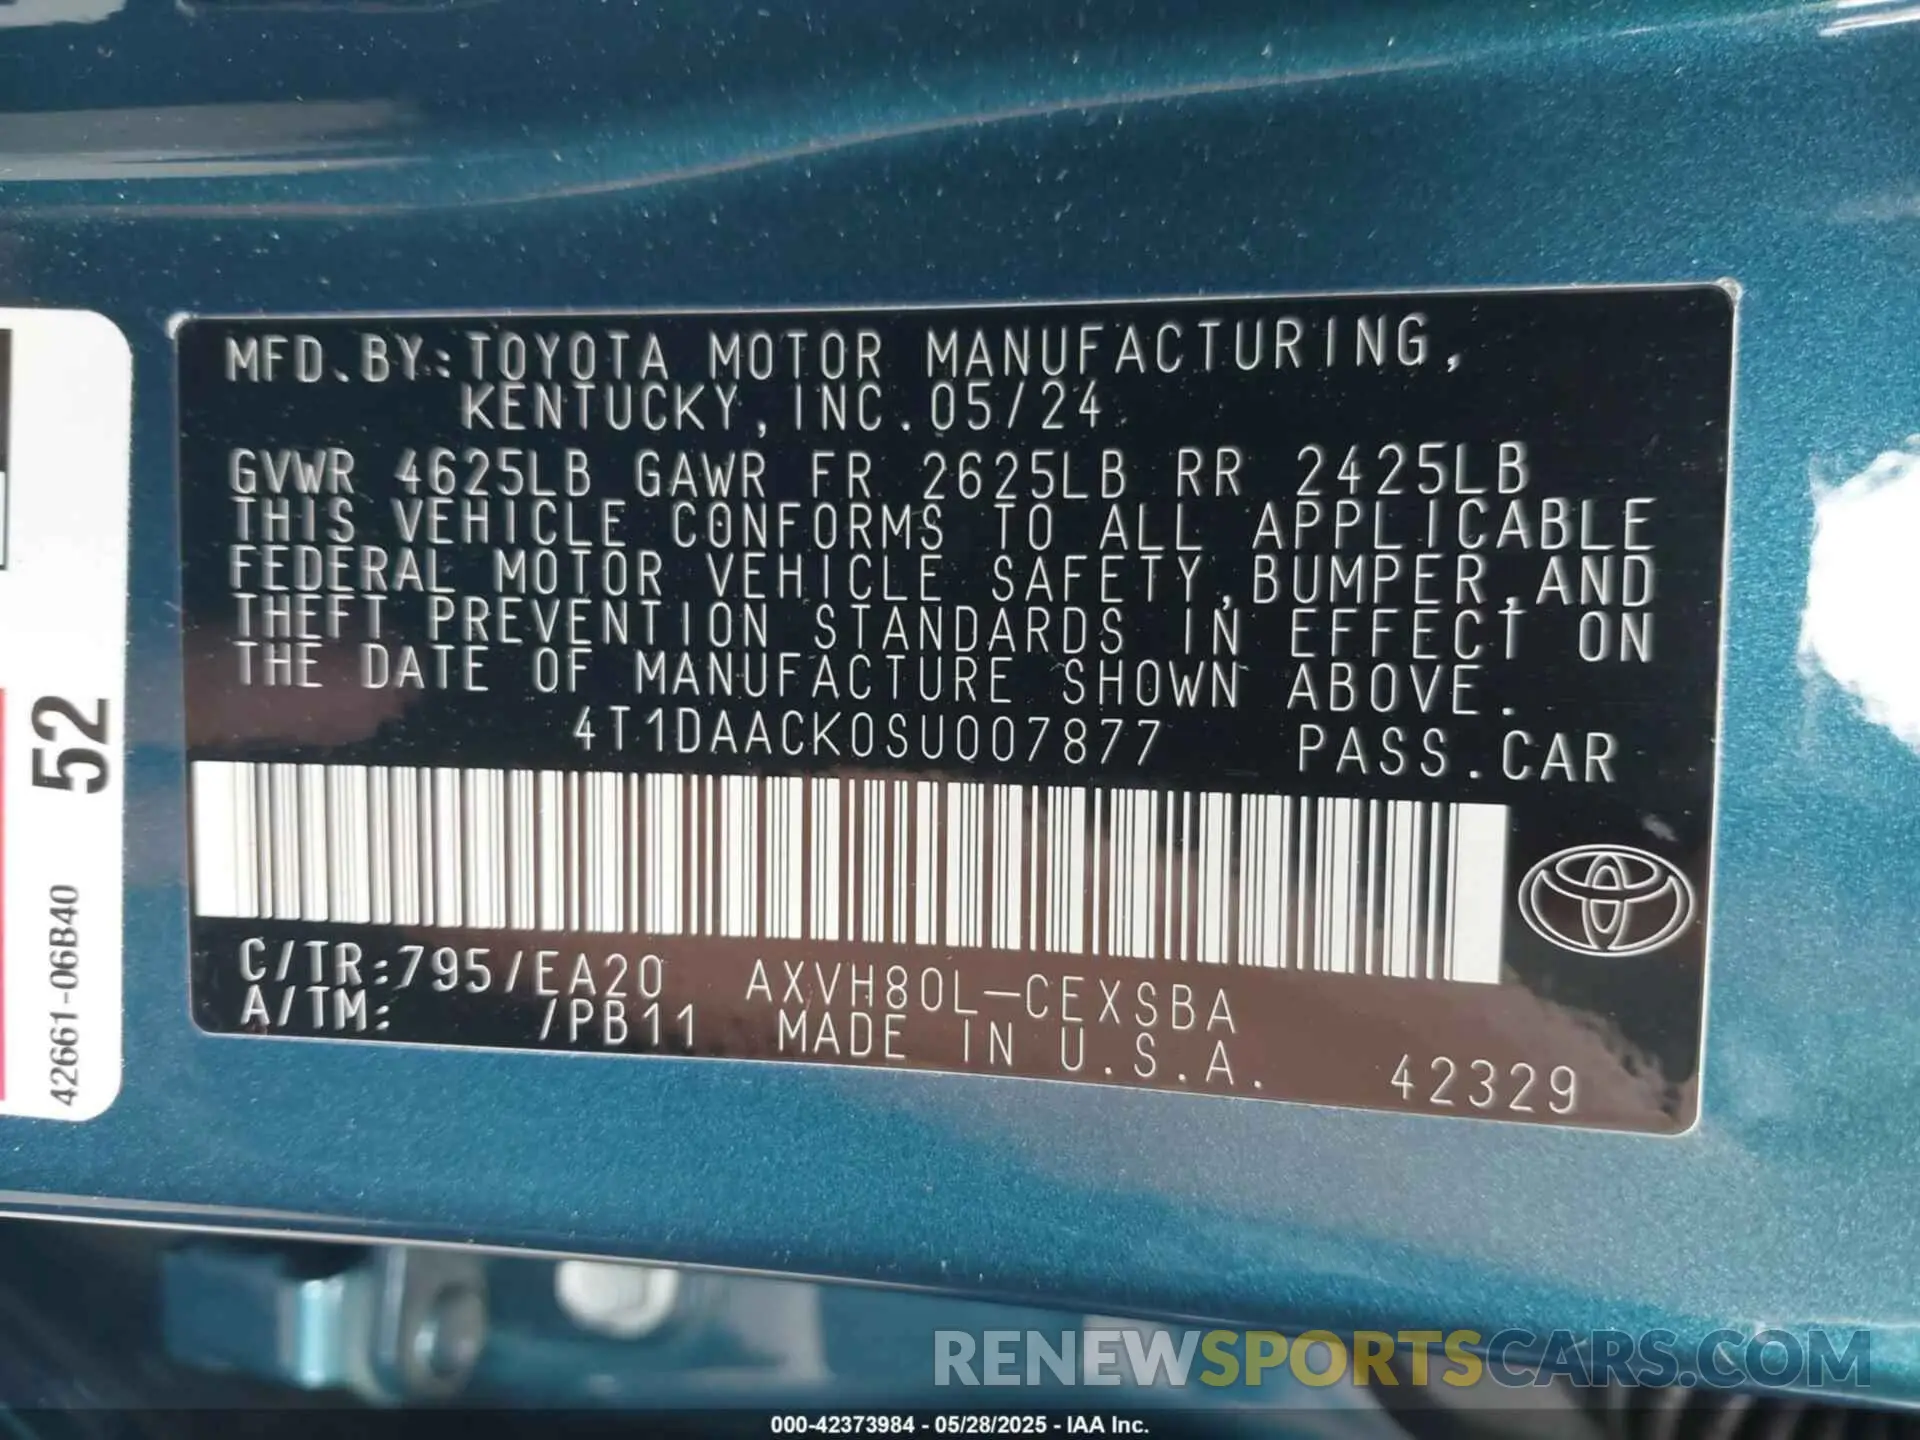 MFD.BY:TOYOTA MOTOR MANUFACTURING,
KENTUCKY,INC.05/24
GVWR 4625LB GAWR FR 2625LB RR 2425LB
THIS VEHICLE CONFORMS TO ALL APPLICABLE
FEDERAL MOTOR VEHICLE SAFETY,BUMPER,AND
THEFT PREVENTION STANDARDS IN EFFECT ON
THE DATE OF MANUFACTURE SHOWN ABOVE.
4T1DAACK0SU007877 PASS.CAR
C/TR:795/EA20 AXVH80L-CEXSBA
A/TM: /PB11 MADE IN U.S.A.
42329
52
42661-06B40
RENEWSPORTSCARS.COM
000-42373984 - 05/28/2025 - IAA Inc.